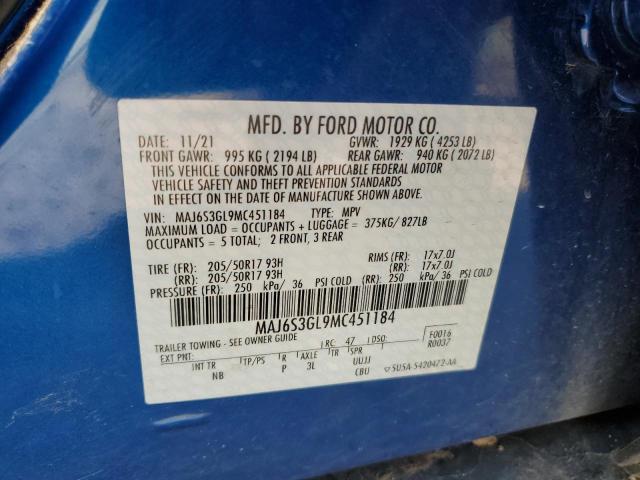 MFD. BY FORD MOTOR CO.
DATE: 11/21 GVWR: 1929 KG ( 4253 LB)
FRONT GAWR: 995 KG ( 2194 LB) REAR GAWR: 940 KG ( 2072 LB)
THIS VEHICLE CONFORMS TO ALL APPLICABLE FEDERAL MOTOR
VEHICLE SAFETY AND THEFT PREVENTION STANDARDS
IN EFFECT ON THE DATE OF MANUFACTURE SHOWN ABOVE.
VIN: MAJ6S3GL9MC451184 TYPE: MPV
MAXIMUM LOAD = OCCUPANTS + LUGGAGE = 375KG/ 827LB
OCCUPANTS = 5 TOTAL; 2 FRONT, 3 REAR
TIRE (FR): 205/50R17 93H RIMS (FR): 17x7.0J
(RR): 205/50R17 93H (RR): 17x7.0J
PRESSURE (FR): 250 kPa/ 36 PSI COLD (RR): 250 kPa/ 36 PSI COLD
MAJ6S3GL9MC451184
TRAILER TOWING - SEE OWNER GUIDE F0016
EXT PNT: RC: 47 DSO: R0037
INT TR TP/PS R AXLE TR SPR UUJJ
NB P 3L CBU 5U5A-5420472-AA